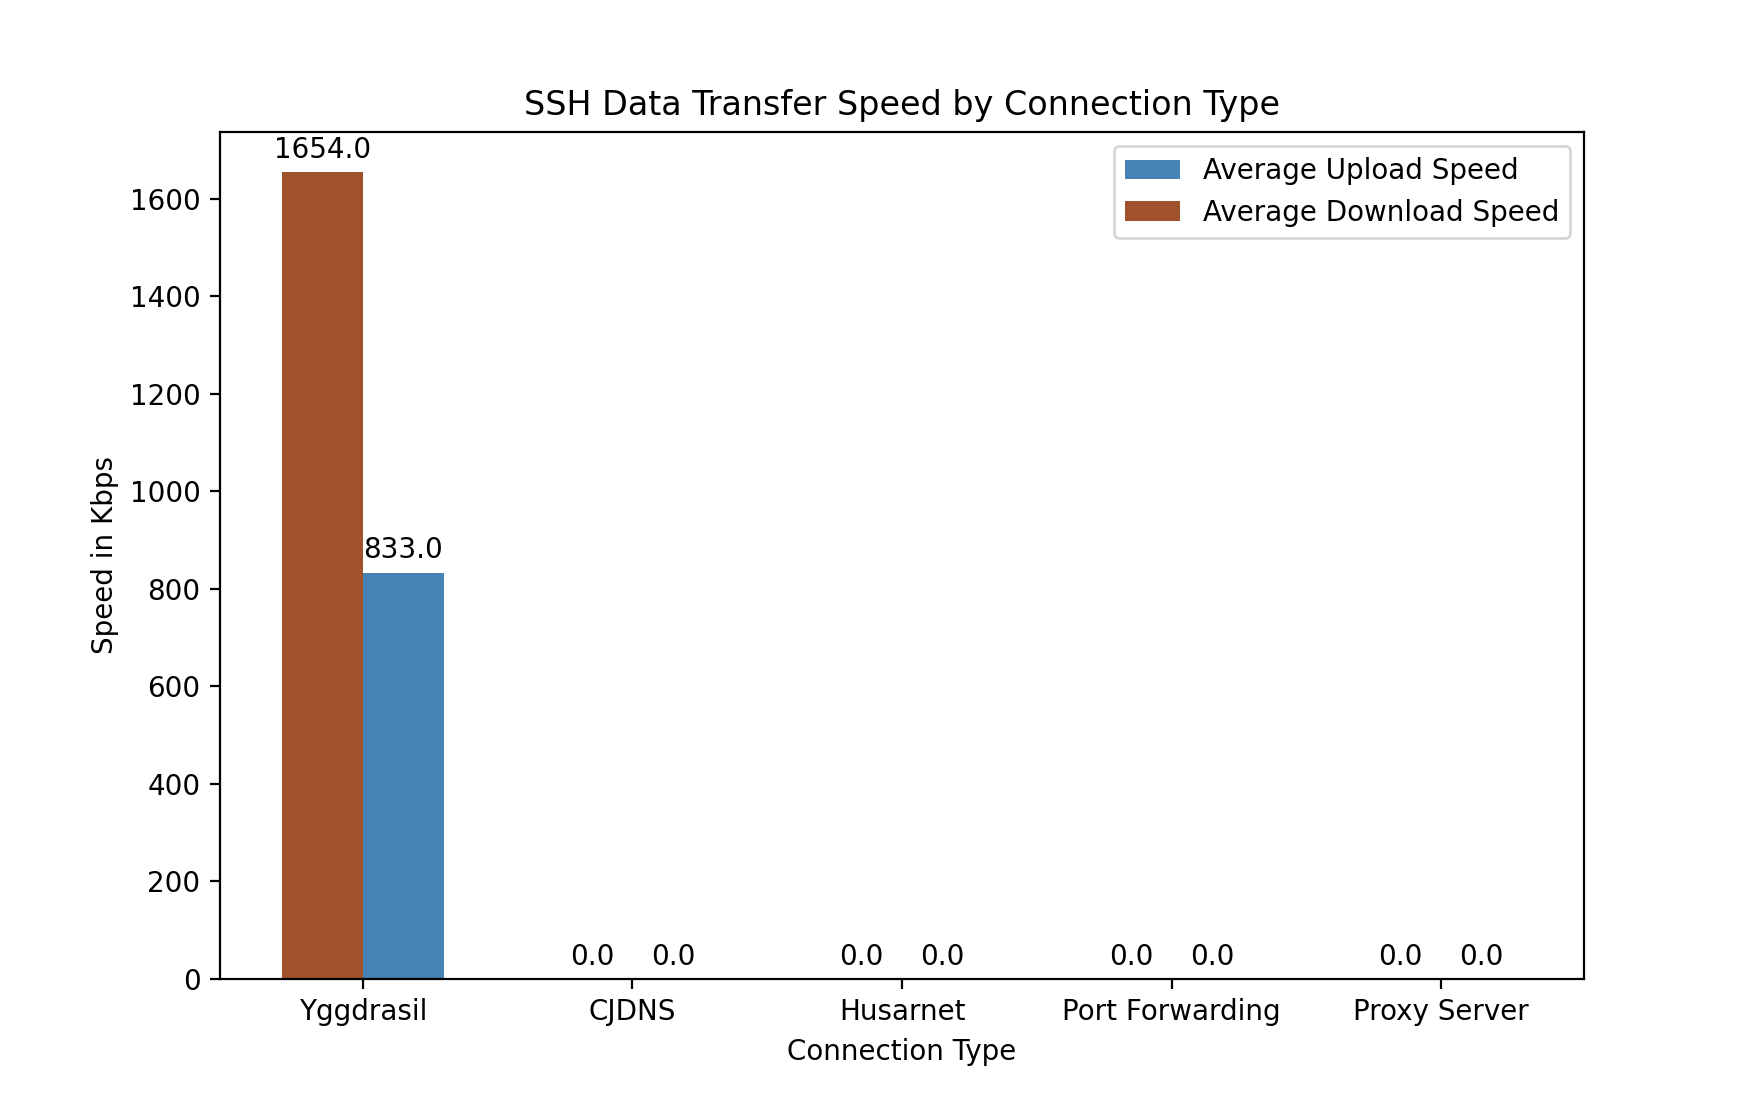 SSH Data Transfer Speed by Connection Type
1654.0
Average Upload Speed
Average Download Speed
1600
1400
1200
1000
833.0
800
600
400
200
0
Speed in Kbps
0.0 0.0 0.0 0.0 0.0 0.0 0.0 0.0
Yggdrasil CJDNS Husarnet Port Forwarding Proxy Server
Connection Type